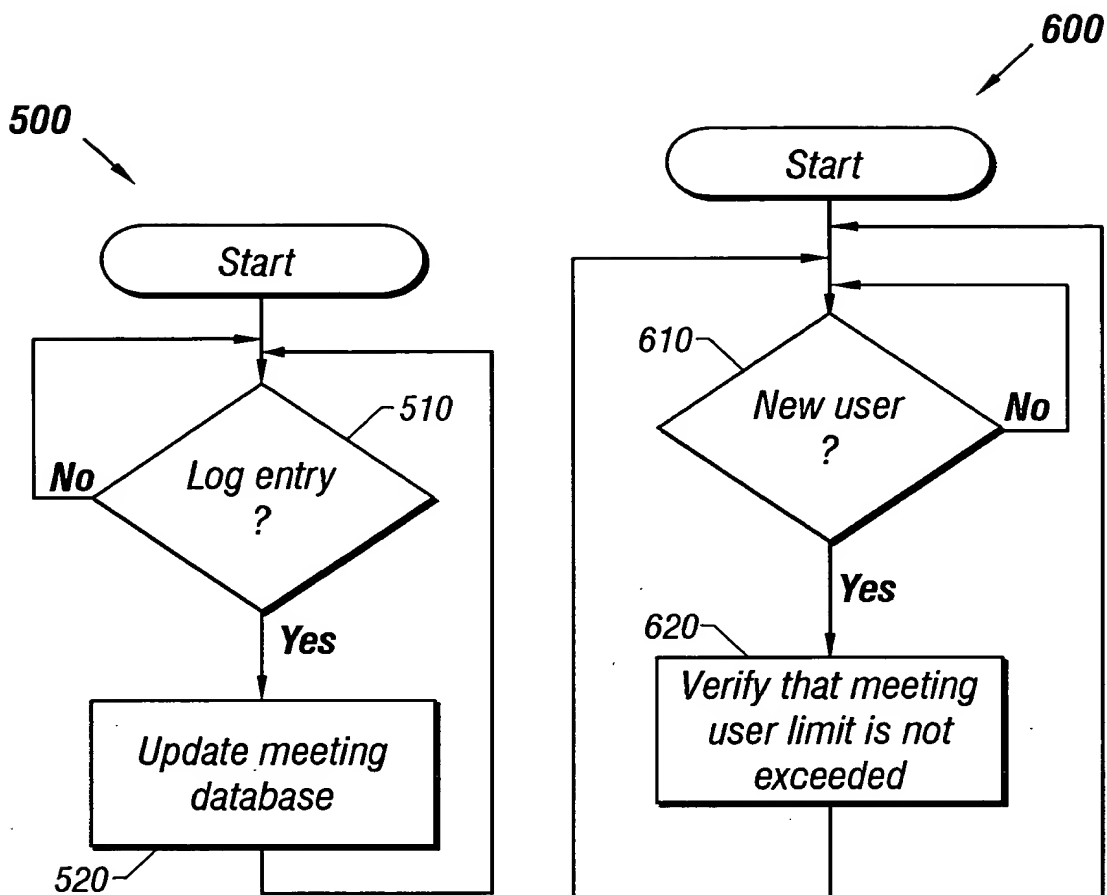 500
Start
510
Log entry
?
No
Yes
Update meeting
database
520
600
Start
610
New user
?
No
Yes
620
Verify that meeting
user limit is not
exceeded